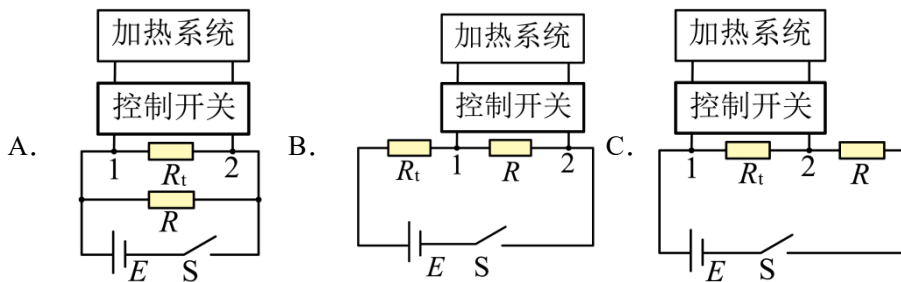 加热系统 加热系统 加热系统
控制开关 控制开关 控制开关
A. B. C.
1 Rt 2 Rt 1 R 2 1 Rt 2 R
R
E S E S E S